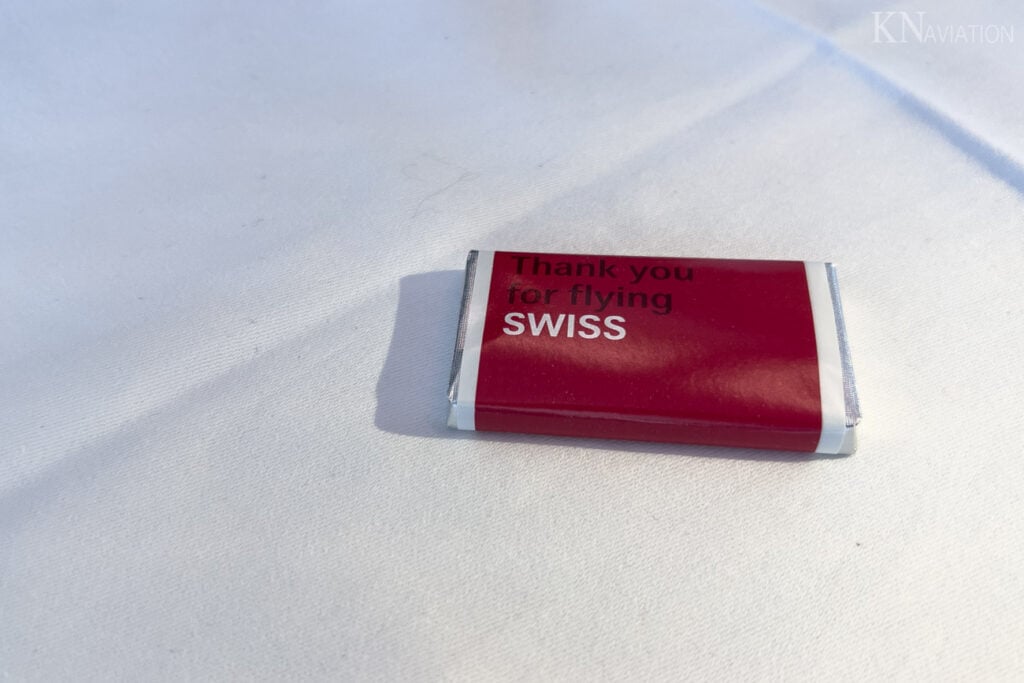 KNAVIATION
Thank you
for flying
SWISS